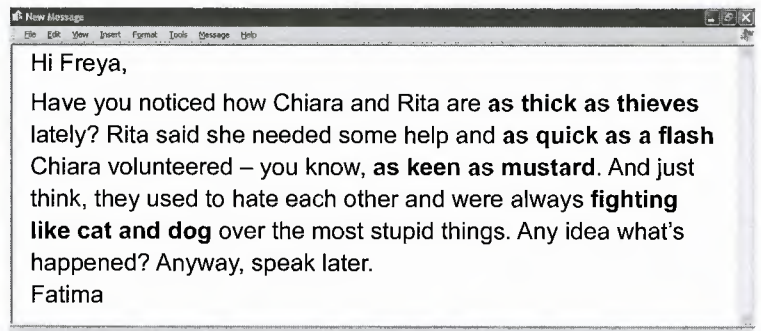 New Message
File Edit View Insert Format Tools Message Help
Hi Freya,
Have you noticed how Chiara and Rita are as thick as thieves
lately? Rita said she needed some help and as quick as a flash
Chiara volunteered – you know, as keen as mustard. And just
think, they used to hate each other and were always fighting
like cat and dog over the most stupid things. Any idea what's
happened? Anyway, speak later.
Fatima